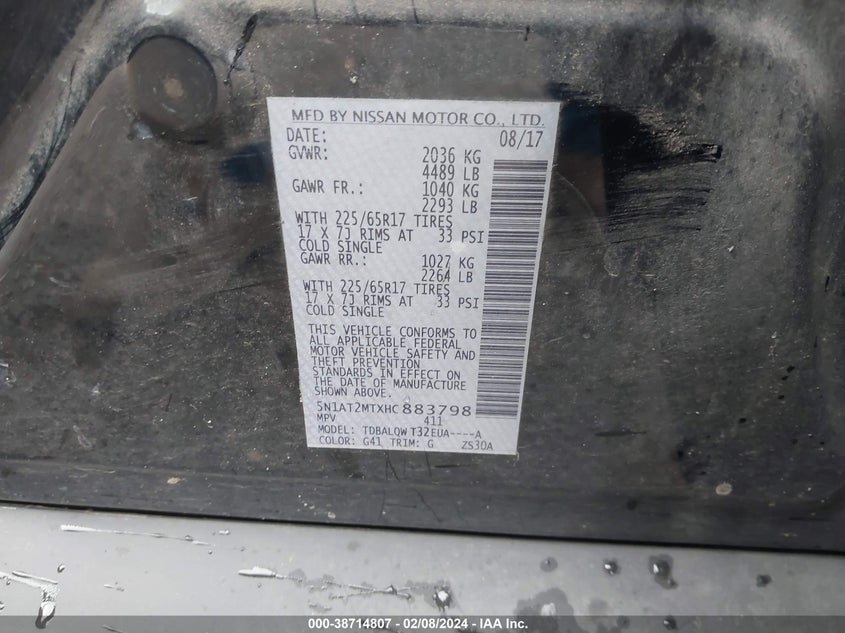 MFD BY NISSAN MOTOR CO., LTD.
DATE: 08/17
GVWR: 2036 KG
4489 LB
GAWR FR.: 1040 KG
2293 LB
WITH 225/65R17 TIRES
17 X 7J RIMS AT 33 PSI
COLD SINGLE
GAWR RR.: 1027 KG
2264 LB
WITH 225/65R17 TIRES
17 X 7J RIMS AT 33 PSI
COLD SINGLE
THIS VEHICLE CONFORMS TO
ALL APPLICABLE FEDERAL
MOTOR VEHICLE SAFETY AND
THEFT PREVENTION
STANDARDS IN EFFECT ON
THE DATE OF MANUFACTURE
SHOWN ABOVE.
5N1AT2MTXHC883798
MPV 411
MODEL: TDBALQW T32EUA----A
COLOR: G41 TRIM: G ZS30A
000-38714807 - 02/08/2024 - IAA Inc.